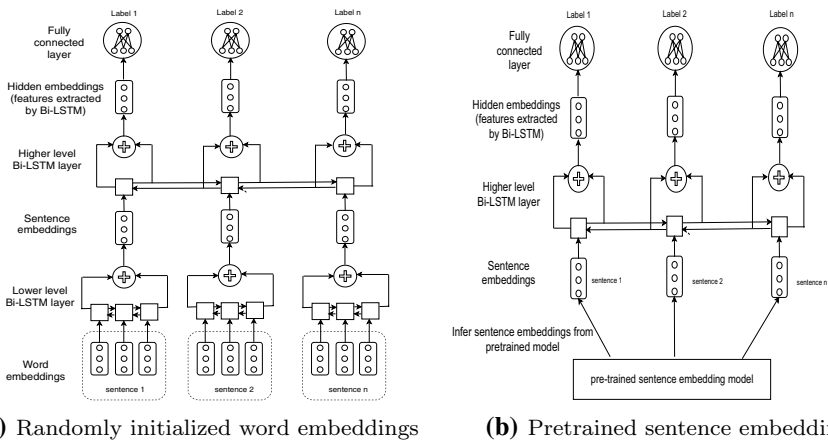 Label 1 Label 2 Label n
Fully
connected
layer
Hidden embeddings
(features extracted
by Bi-LSTM)
Higher level
Bi-LSTM layer
Sentence
embeddings
Lower level
Bi-LSTM layer
Word
embeddings
sentence 1 sentence 2 sentence n
) Randomly initialized word embeddings
Label 1 Label 2 Label n
Fully
connected
layer
Hidden embeddings
(features extracted
by Bi-LSTM)
Higher level
Bi-LSTM layer
Sentence
embeddings
sentence 1 sentence 2 sentence n
Infer sentence embeddings from
pretrained model
pre-trained sentence embedding model
(b) Pretrained sentence embeddi